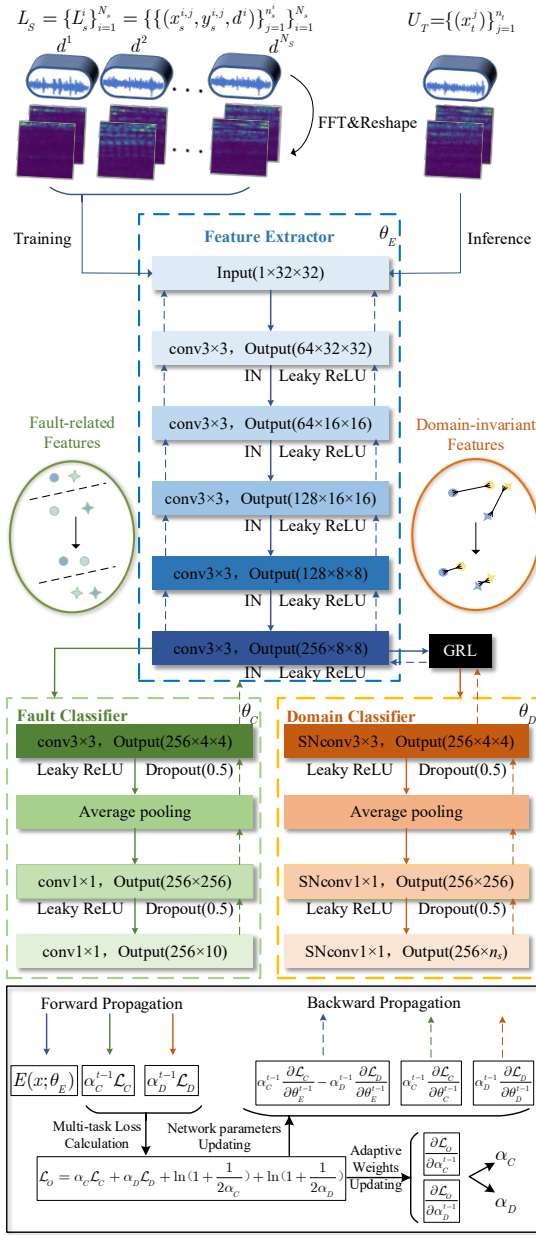 L_S = {L_s^i}_{i=1}^{N_s} = {{(x_s^{i,j}, y_s^{i,j}, d^i)}_{j=1}^{n_s^i}}_{i=1}^{N_s}
U_T={(x_t^j)}_{j=1}^{n_t}
d^1 d^2 d^{N_S}
· · ·
FFT&Reshape
· · ·
Training
Inference
Feature Extractor θ_E
Input(1×32×32)
conv3×3，Output(64×32×32)
IN Leaky ReLU
conv3×3，Output(64×16×16)
IN Leaky ReLU
Fault-related
Features
Domain-invariant
Features
conv3×3，Output(128×16×16)
IN Leaky ReLU
conv3×3，Output(128×8×8)
IN Leaky ReLU
conv3×3，Output(256×8×8)
GRL
IN Leaky ReLU
Fault Classifier θ_C
conv3×3，Output(256×4×4)
Leaky ReLU Dropout(0.5)
Average pooling
conv1×1，Output(256×256)
Leaky ReLU Dropout(0.5)
conv1×1，Output(256×10)
Domain Classifier θ_D
SNconv3×3，Output(256×4×4)
Leaky ReLU Dropout(0.5)
Average pooling
SNconv1×1，Output(256×256)
Leaky ReLU Dropout(0.5)
SNconv1×1，Output(256×n_s)
Forward Propagation
Backward Propagation
E(x;θ_E) α_C^{t-1} ℒ_C α_D^{t-1} ℒ_D
α_C^{t-1} ∂ℒ_C/∂θ_E^{t-1} − α_D^{t-1} ∂ℒ_D/∂θ_E^{t-1}
α_C^{t-1} ∂ℒ_C/∂θ_C^{t-1}
α_D^{t-1} ∂ℒ_D/∂θ_D^{t-1}
Multi-task Loss
Calculation
Network parameters
Updating
ℒ_O = α_C ℒ_C + α_D ℒ_D + ln(1 + 1/(2α_C)) + ln(1 + 1/(2α_D))
Adaptive
Weights
Updating
∂ℒ_O/∂α_C^{t-1}
∂ℒ_O/∂α_D^{t-1}
α_C
α_D